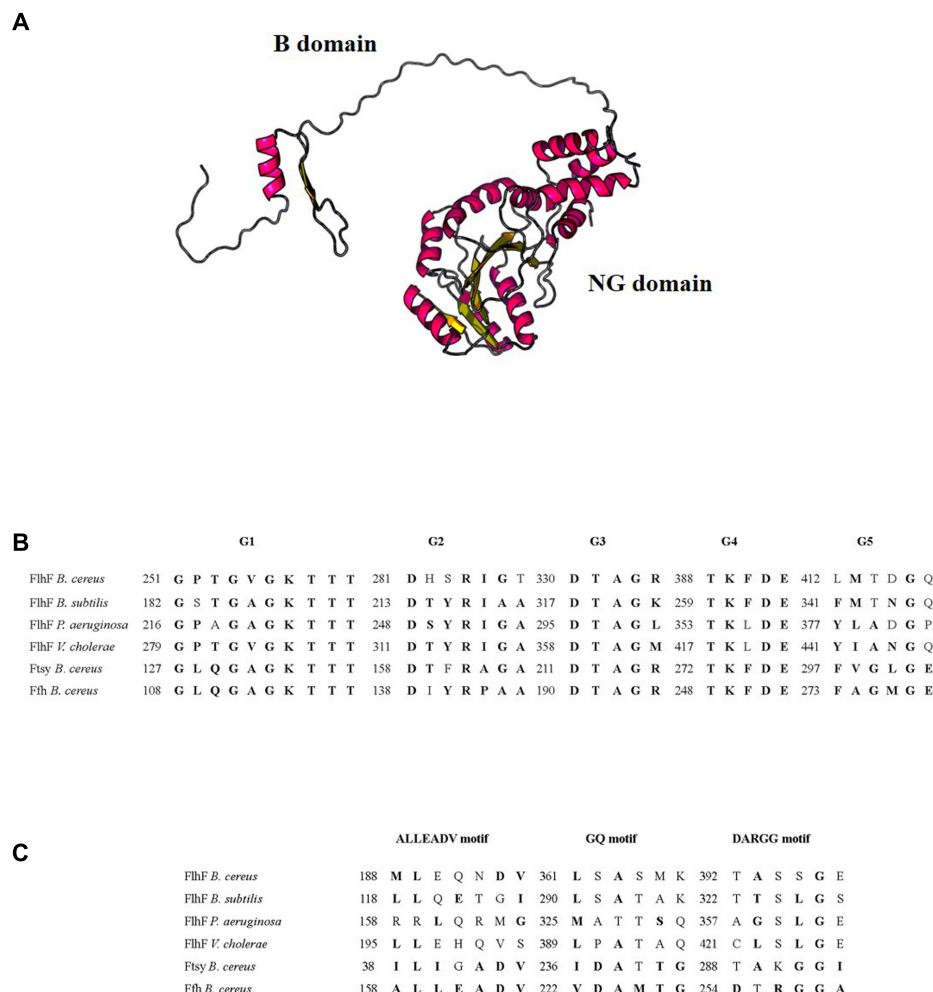 A
B domain
NG domain
B
G1 G2 G3 G4 G5
FlhF B. cereus 251 G P T G V G K T T T 281 D H S R I G T 330 D T A G R 388 T K F D E 412 L M T D G Q
FlhF B. subtilis 182 G S T G A G K T T T 213 D T Y R I A A 317 D T A G K 259 T K F D E 341 F M T N G Q
FlhF P. aeruginosa 216 G P A G A G K T T T 248 D S Y R I G A 295 D T A G L 353 T K L D E 377 Y L A D G P
FlhF V. cholerae 279 G P T G V G K T T T 311 D T Y R I G A 358 D T A G M 417 T K L D E 441 Y I A N G Q
Ftsy B. cereus 127 G L Q G A G K T T T 158 D T F R A G A 211 D T A G R 272 T K F D E 297 F V G L G E
Ffh B. cereus 108 G L Q G A G K T T T 138 D I Y R P A A 190 D T A G R 248 T K F D E 273 F A G M G E
C
ALLEADV motif GQ motif DARGG motif
FlhF B. cereus 188 M L E Q N D V 361 L S A S M K 392 T A S S G E
FlhF B. subtilis 118 L L Q E T G I 290 L S A T A K 322 T T S L G S
FlhF P. aeruginosa 158 R R L Q R M G 325 M A T T S Q 357 A G S L G E
FlhF V. cholerae 195 L L E H Q V S 389 L P A T A Q 421 C L S L G E
Ftsy B. cereus 38 I L I G A D V 236 I D A T T G 288 T A K G G I
Ffh B. cereus 158 A L L E A D V 222 V D A M T G 254 D T R G G A